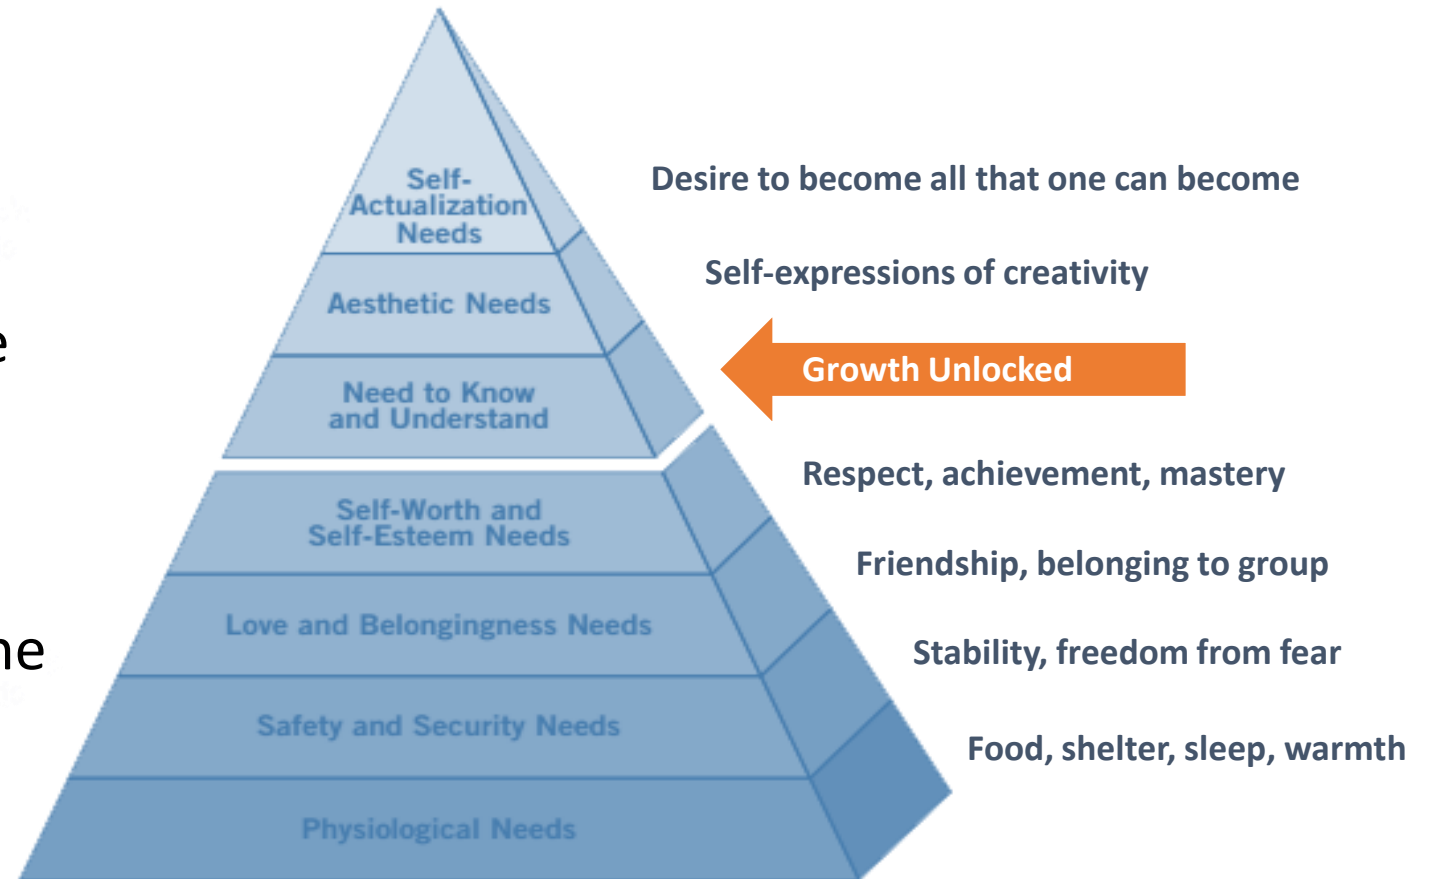 Self-
Actualization
Needs
Desire to become all that one can become
Aesthetic Needs
Self-expressions of creativity
Need to Know
and Understand
Growth Unlocked
Self-Worth and
Self-Esteem Needs
Respect, achievement, mastery
Love and Belongingness Needs
Friendship, belonging to group
Safety and Security Needs
Stability, freedom from fear
Physiological Needs
Food, shelter, sleep, warmth
e
ne